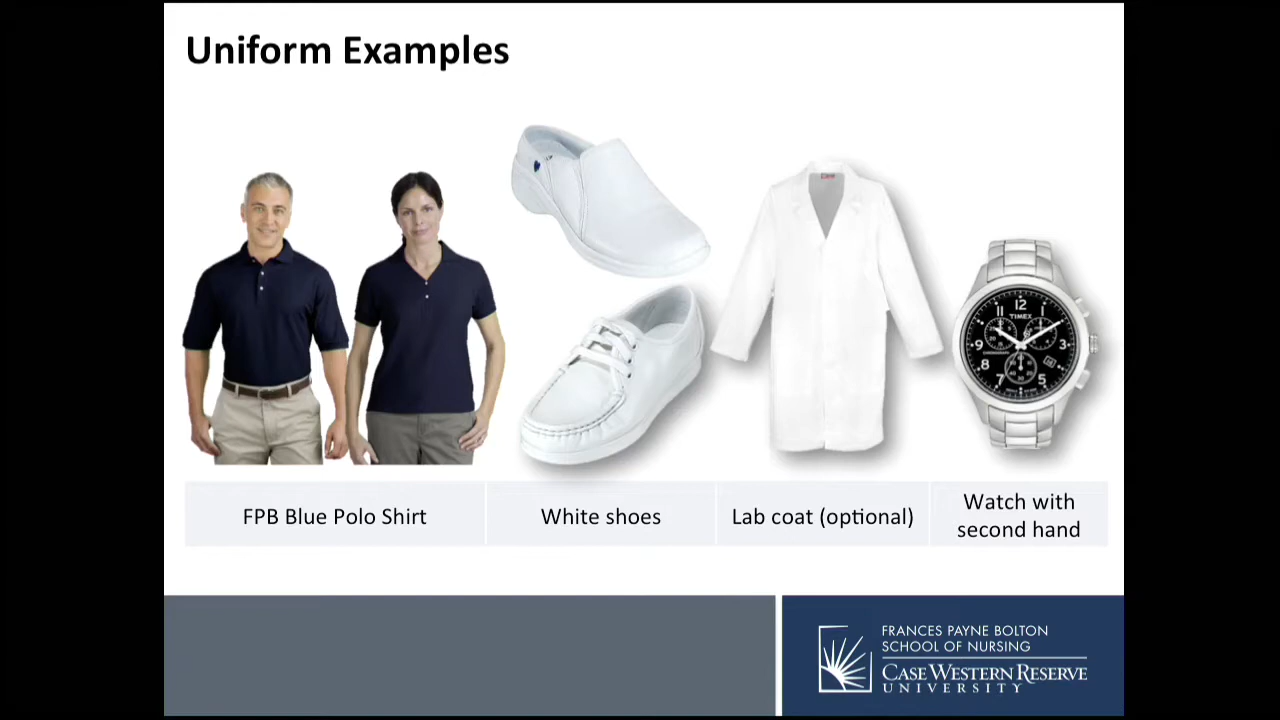 Uniform Examples
TIMEX
FPB Blue Polo Shirt
White shoes
Lab coat (optional)
Watch with
second hand
FRANCES PAYNE BOLTON
SCHOOL OF NURSING
CASE WESTERN RESERVE
UNIVERSITY